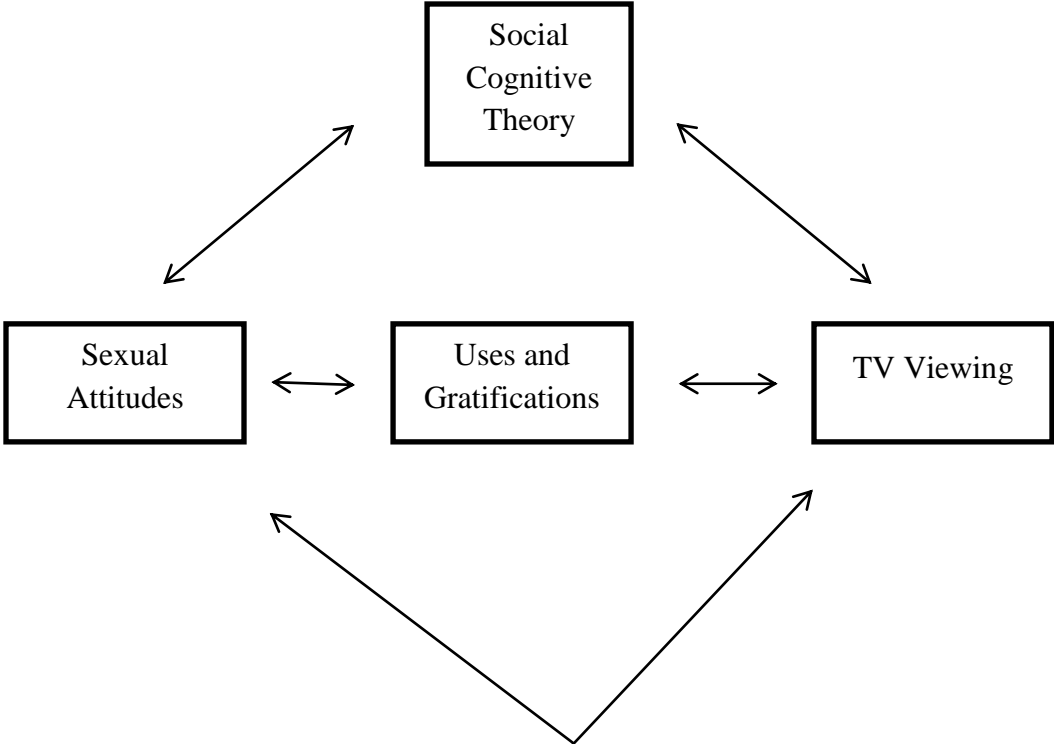 Social
Cognitive
Theory
Sexual
Attitudes
Uses and
Gratifications
TV Viewing